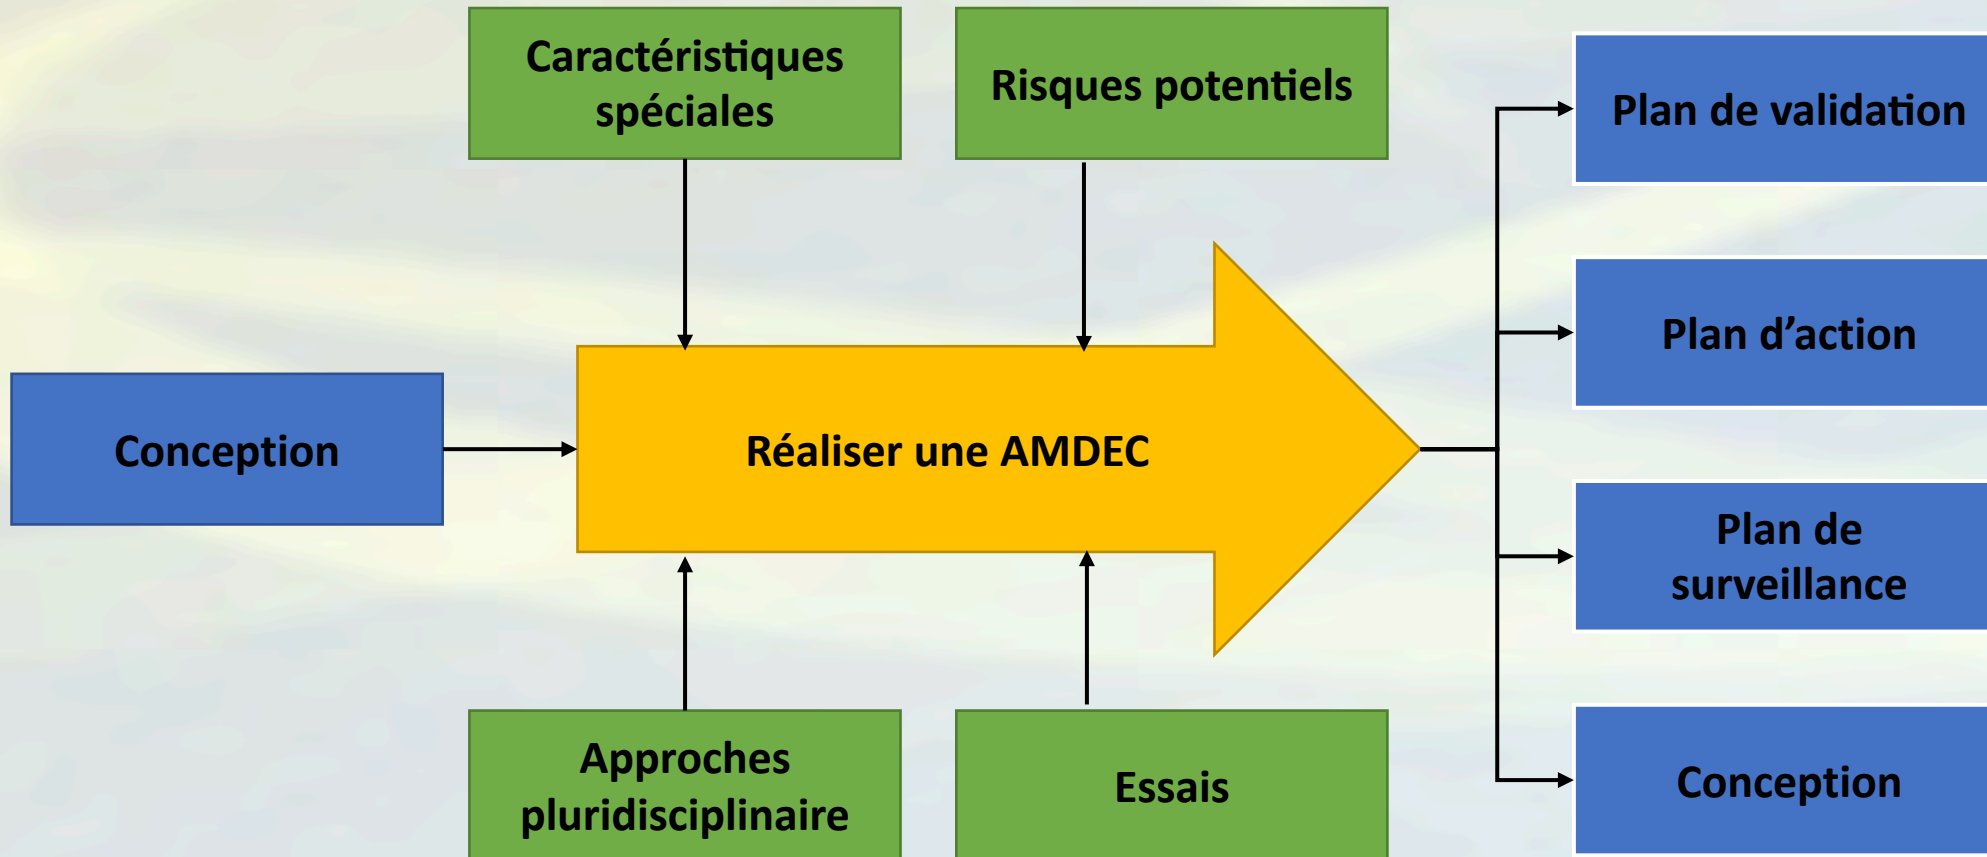 Caractéristiques
spéciales
Risques potentiels
Plan de validation
Plan d’action
Conception
Réaliser une AMDEC
Plan de
surveillance
Approches
pluridisciplinaire
Essais
Conception